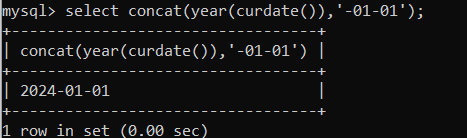 mysql> select concat(year(curdate()),'-01-01');
+----------------------------------+
| concat(year(curdate()),'-01-01') |
+----------------------------------+
| 2024-01-01                       |
+----------------------------------+
1 row in set (0.00 sec)